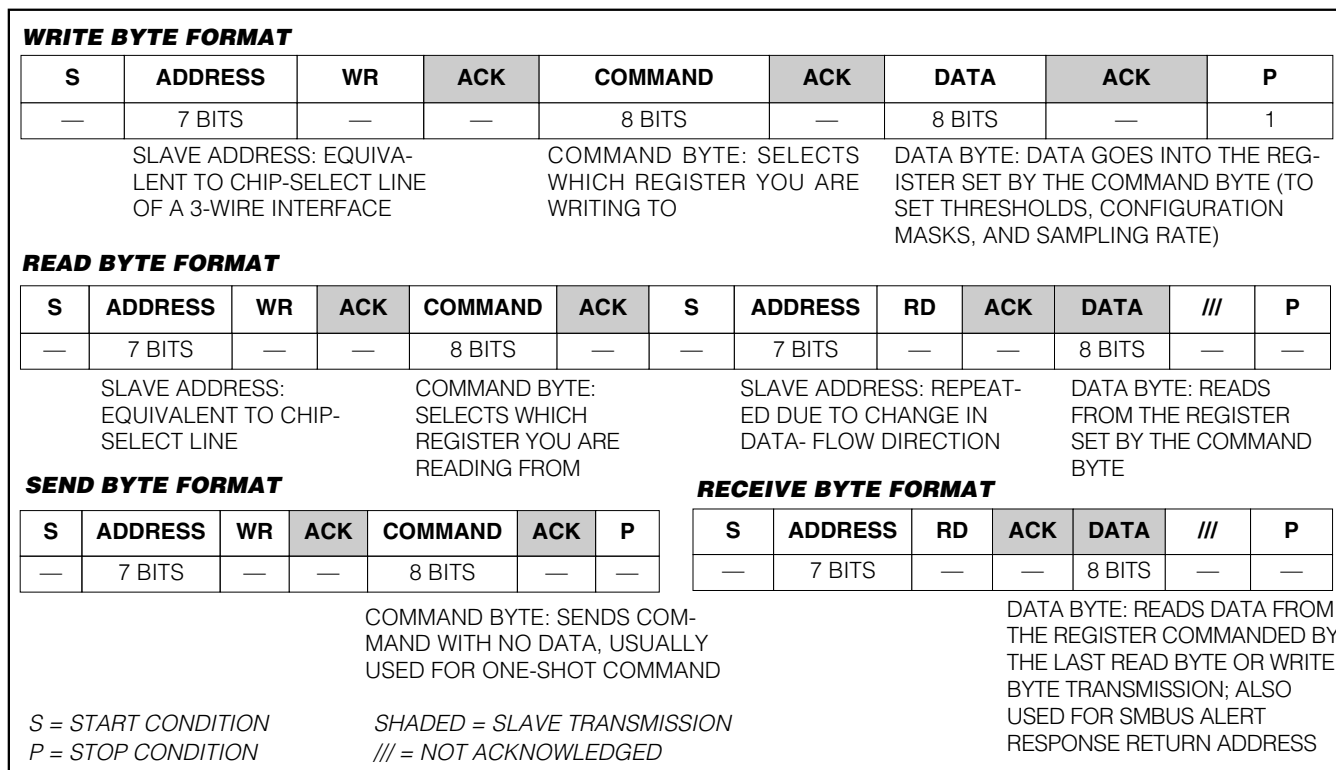 WRITE BYTE FORMAT
S ADDRESS WR ACK COMMAND ACK DATA ACK P
— 7 BITS — — 8 BITS — 8 BITS — 1
SLAVE ADDRESS: EQUIVA-
LENT TO CHIP-SELECT LINE
OF A 3-WIRE INTERFACE
COMMAND BYTE: SELECTS
WHICH REGISTER YOU ARE
WRITING TO
DATA BYTE: DATA GOES INTO THE REG-
ISTER SET BY THE COMMAND BYTE (TO
SET THRESHOLDS, CONFIGURATION
MASKS, AND SAMPLING RATE)
READ BYTE FORMAT
S ADDRESS WR ACK COMMAND ACK S ADDRESS RD ACK DATA /// P
— 7 BITS — — 8 BITS — — 7 BITS — — 8 BITS — —
SLAVE ADDRESS:
EQUIVALENT TO CHIP-
SELECT LINE
COMMAND BYTE:
SELECTS WHICH
REGISTER YOU ARE
READING FROM
SLAVE ADDRESS: REPEAT-
ED DUE TO CHANGE IN
DATA- FLOW DIRECTION
DATA BYTE: READS
FROM THE REGISTER
SET BY THE COMMAND
BYTE
SEND BYTE FORMAT
S ADDRESS WR ACK COMMAND ACK P
— 7 BITS — — 8 BITS — —
COMMAND BYTE: SENDS COM-
MAND WITH NO DATA, USUALLY
USED FOR ONE-SHOT COMMAND
RECEIVE BYTE FORMAT
S ADDRESS RD ACK DATA /// P
— 7 BITS — — 8 BITS — —
DATA BYTE: READS DATA FROM
THE REGISTER COMMANDED BY
THE LAST READ BYTE OR WRITE
BYTE TRANSMISSION; ALSO
USED FOR SMBUS ALERT
RESPONSE RETURN ADDRESS
S = START CONDITION
P = STOP CONDITION
SHADED = SLAVE TRANSMISSION
/// = NOT ACKNOWLEDGED